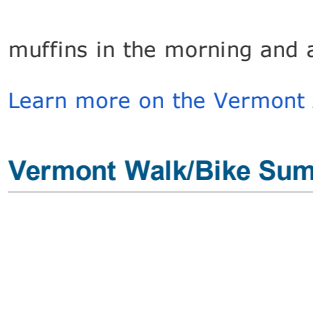 muffins in the morning and
Learn more on the Vermont
Vermont Walk/Bike Sum